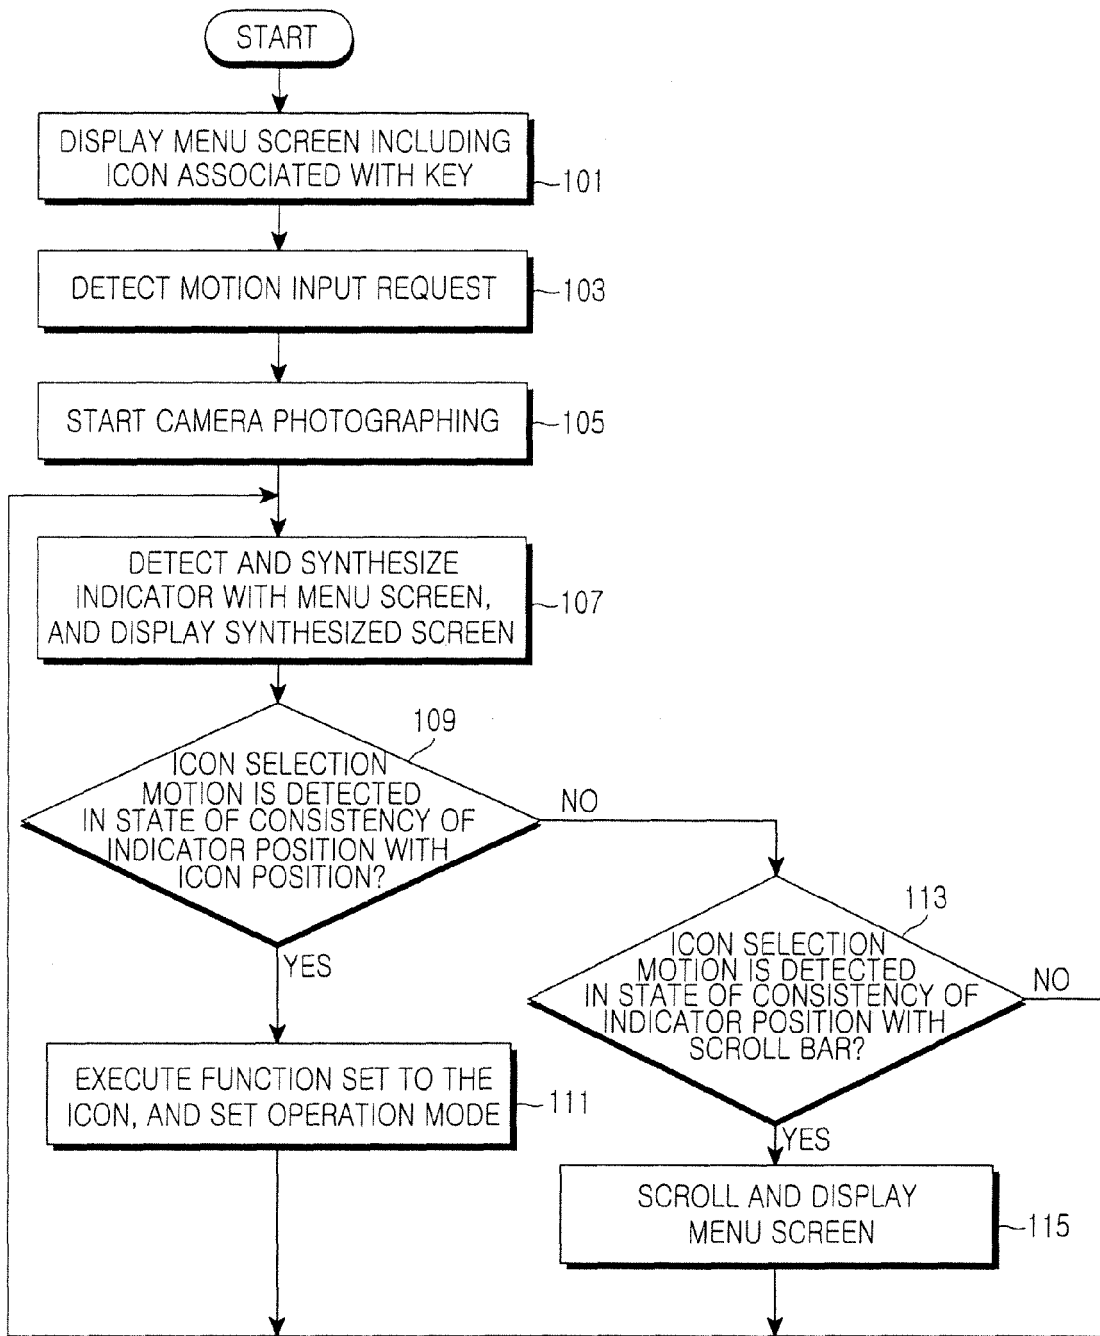 START
DISPLAY MENU SCREEN INCLUDING
ICON ASSOCIATED WITH KEY
101
DETECT MOTION INPUT REQUEST
103
START CAMERA PHOTOGRAPHING
105
DETECT AND SYNTHESIZE
INDICATOR WITH MENU SCREEN,
AND DISPLAY SYNTHESIZED SCREEN
107
109
ICON SELECTION
MOTION IS DETECTED
IN STATE OF CONSISTENCY OF
INDICATOR POSITION WITH
ICON POSITION?
NO
YES
113
ICON SELECTION
MOTION IS DETECTED
IN STATE OF CONSISTENCY OF
INDICATOR POSITION WITH
SCROLL BAR?
NO
YES
EXECUTE FUNCTION SET TO THE
ICON, AND SET OPERATION MODE
111
SCROLL AND DISPLAY
MENU SCREEN
115